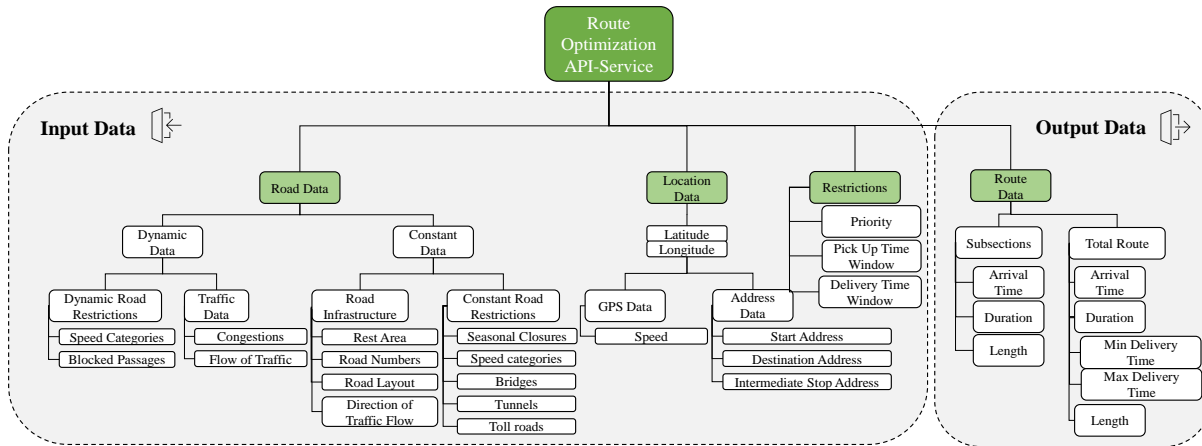 Route
Optimization
API-Service
Input Data
Output Data
Road Data
Location
Data
Restrictions
Route
Data
Dynamic
Data
Constant
Data
Latitude
Longitude
Priority
Pick Up Time
Window
Delivery Time
Window
Subsections
Total Route
Dynamic Road
Restrictions
Speed Categories
Blocked Passages
Traffic
Data
Congestions
Flow of Traffic
Road
Infrastructure
Rest Area
Road Numbers
Road Layout
Direction of
Traffic Flow
Constant Road
Restrictions
Seasonal Closures
Speed categories
Bridges
Tunnels
Toll roads
GPS Data
Speed
Address
Data
Start Address
Destination Address
Intermediate Stop Address
Arrival
Time
Duration
Length
Arrival
Time
Duration
Min Delivery
Time
Max Delivery
Time
Length